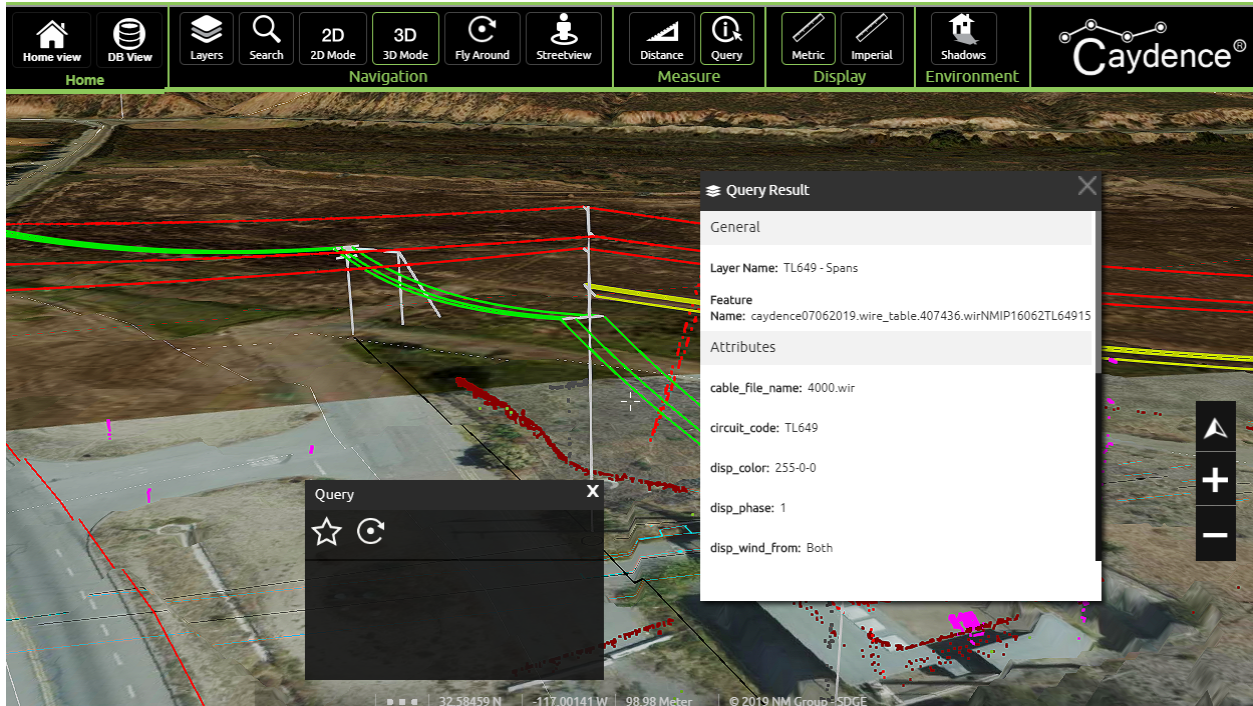 Home view
DB View
Home
Layers
Search
2D
2D Mode
3D
3D Mode
Fly Around
Streetview
Navigation
Distance
Query
Measure
Metric
Imperial
Display
Shadows
Environment
Caydence®
Query Result
General
Layer Name: TL649 - Spans
Feature
Name: caydence07062019.wire_table.407436.wirNMIP16062TL64915
Attributes
cable_file_name: 4000.wir
circuit_code: TL649
disp_color: 255-0-0
disp_phase: 1
disp_wind_from: Both
Query
X
32.58459 N
-117.00141 W
98.98 Meter
© 2019 NM Group - SDGE